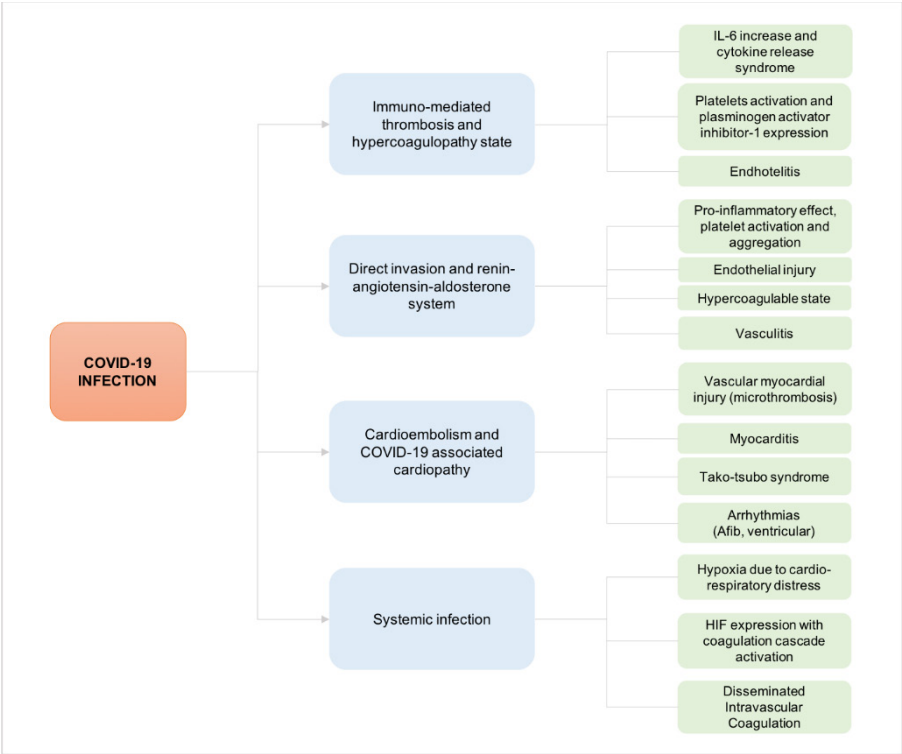 COVID-19
INFECTION
Immuno-mediated
thrombosis and
hypercoagulopathy state
IL-6 increase and
cytokine release
syndrome
Platelets activation and
plasminogen activator
inhibitor-1 expression
Endhotelitis
Direct invasion and renin-
angiotensin-aldosterone
system
Pro-inflammatory effect,
platelet activation and
aggregation
Endothelial injury
Hypercoagulable state
Vasculitis
Cardioembolism and
COVID-19 associated
cardiopathy
Vascular myocardial
injury (microthrombosis)
Myocarditis
Tako-tsubo syndrome
Arrhythmias
(Afib, ventricular)
Systemic infection
Hypoxia due to cardio-
respiratory distress
HIF expression with
coagulation cascade
activation
Disseminated
Intravascular
Coagulation